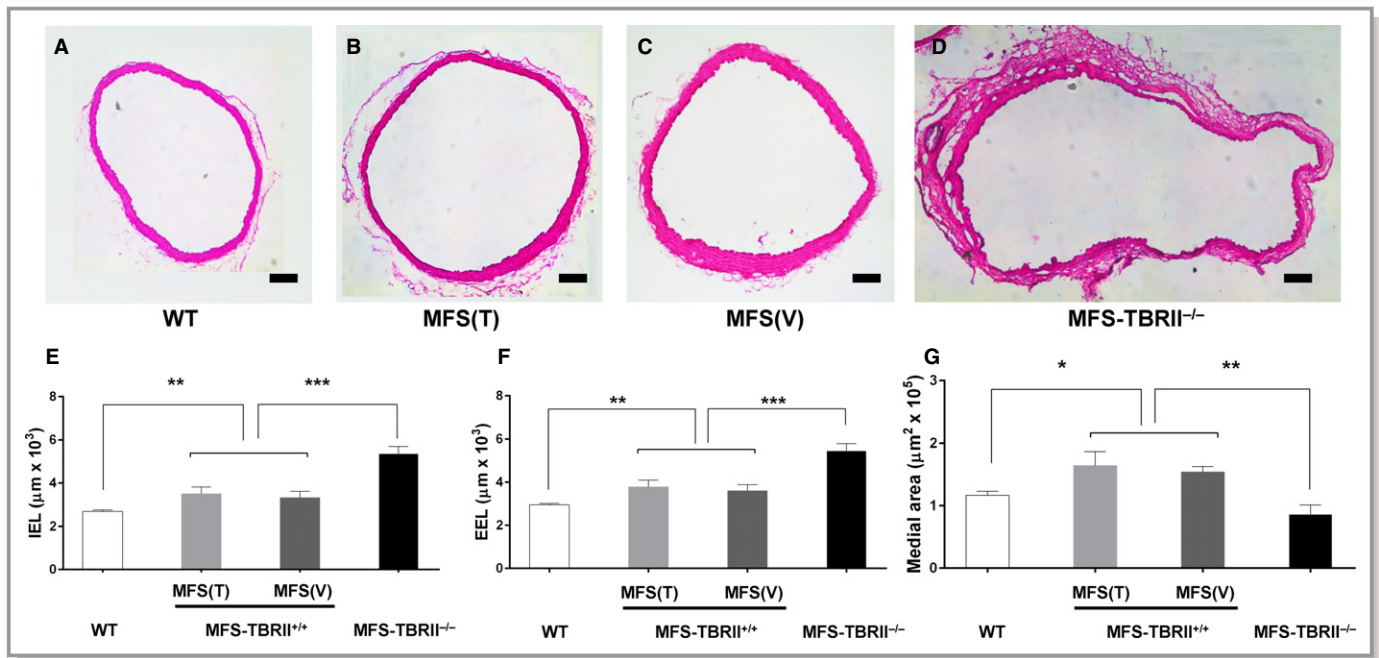 A B C D
WT MFS(T) MFS(V) MFS-TBRII⁻/⁻
E
IEL (μm x 10³)
8
6
4
2
0
** ***
MFS(T) MFS(V)
WT MFS-TBRII⁺/⁺ MFS-TBRII⁻/⁻
F
EEL (μm x 10³)
8
6
4
2
0
** ***
MFS(T) MFS(V)
WT MFS-TBRII⁺/⁺ MFS-TBRII⁻/⁻
G
Medial area (μm² x 10⁵)
3
2
1
0
* **
MFS(T) MFS(V)
WT MFS-TBRII⁺/⁺ MFS-TBRII⁻/⁻